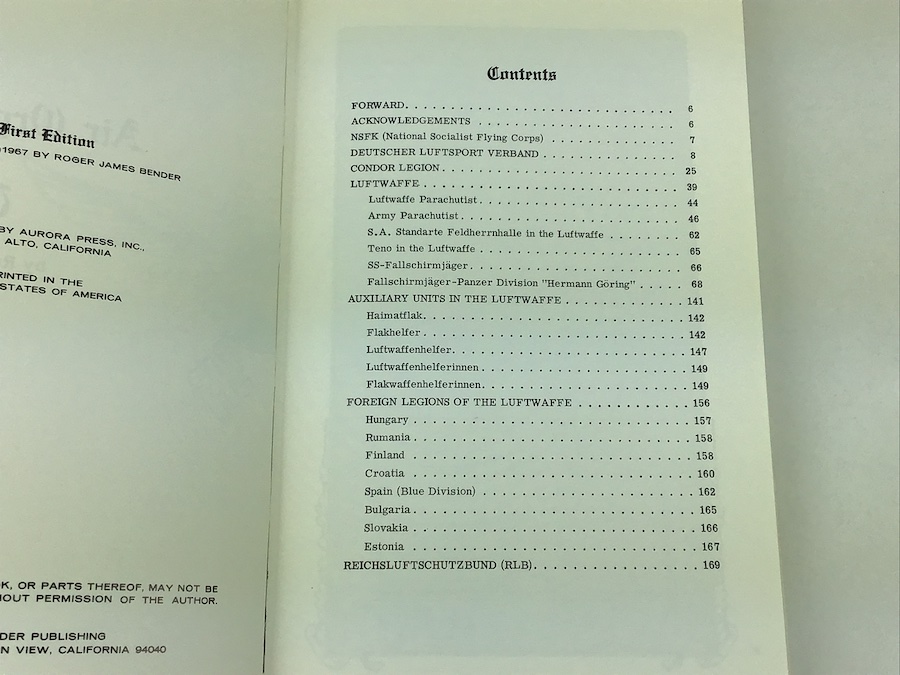 First Edition
1967 BY ROGER JAMES BENDER
BY AURORA PRESS, INC.,
ALTO, CALIFORNIA
RINTED IN THE
STATES OF AMERICA
K, OR PARTS THEREOF, MAY NOT BE
HOUT PERMISSION OF THE AUTHOR.
DER PUBLISHING
N VIEW, CALIFORNIA 94040
Contents
FORWARD. . . . . . . . . . . . . . . . . . . . . . . . . . . . . . 6
ACKNOWLEDGEMENTS . . . . . . . . . . . . . . . . . . . . . . 6
NSFK (National Socialist Flying Corps) . . . . . . . . . . . . . . . 7
DEUTSCHER LUFTSPORT VERBAND . . . . . . . . . . . . . . . 8
CONDOR LEGION . . . . . . . . . . . . . . . . . . . . . . . . . . 25
LUFTWAFFE . . . . . . . . . . . . . . . . . . . . . . . . . . . . 39
Luftwaffe Parachutist . . . . . . . . . . . . . . . . . . . . . . 44
Army Parachutist . . . . . . . . . . . . . . . . . . . . . . . . 46
S.A. Standarte Feldherrnhalle in the Luftwaffe . . . . . . . . . 62
Teno in the Luftwaffe . . . . . . . . . . . . . . . . . . . . . . 65
SS-Fallschirmjäger . . . . . . . . . . . . . . . . . . . . . . . 66
Fallschirmjäger-Panzer Division "Hermann Göring" . . . . . 68
AUXILIARY UNITS IN THE LUFTWAFFE . . . . . . . . . . . . . 141
Haimatflak. . . . . . . . . . . . . . . . . . . . . . . . . . . . 142
Flakhelfer . . . . . . . . . . . . . . . . . . . . . . . . . . . . 142
Luftwaffenhelfer. . . . . . . . . . . . . . . . . . . . . . . . . 147
Luftwaffenhelferinnen . . . . . . . . . . . . . . . . . . . . . . 149
Flakwaffenhelferinnen. . . . . . . . . . . . . . . . . . . . . . 149
FOREIGN LEGIONS OF THE LUFTWAFFE . . . . . . . . . . . . 156
Hungary . . . . . . . . . . . . . . . . . . . . . . . . . . . . . 157
Rumania . . . . . . . . . . . . . . . . . . . . . . . . . . . . . 158
Finland . . . . . . . . . . . . . . . . . . . . . . . . . . . . . 158
Croatia . . . . . . . . . . . . . . . . . . . . . . . . . . . . . 160
Spain (Blue Division) . . . . . . . . . . . . . . . . . . . . . . 162
Bulgaria . . . . . . . . . . . . . . . . . . . . . . . . . . . . . 165
Slovakia . . . . . . . . . . . . . . . . . . . . . . . . . . . . . 166
Estonia . . . . . . . . . . . . . . . . . . . . . . . . . . . . . 167
REICHSLUFTSCHUTZBUND (RLB). . . . . . . . . . . . . . . . . 169